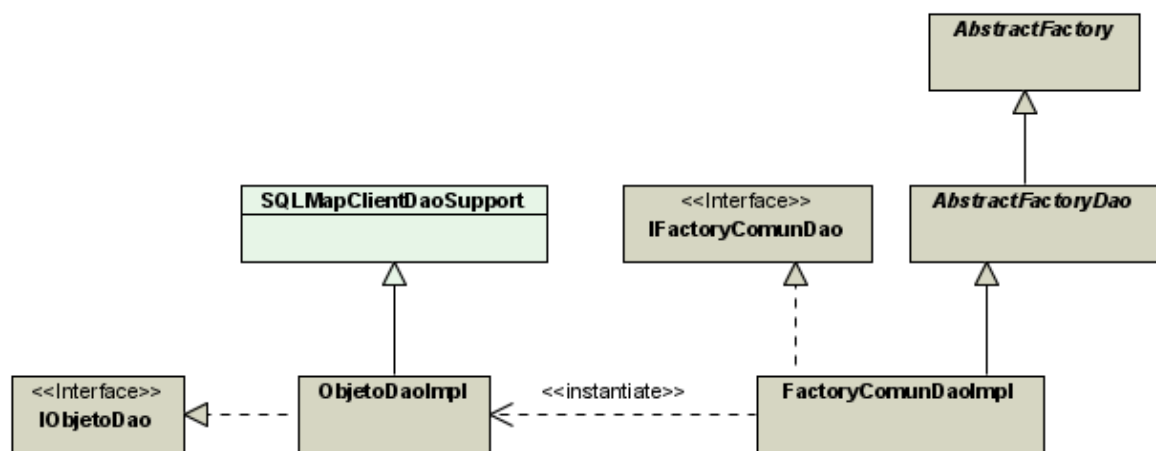 AbstractFactory
SQLMapClientDaoSupport
<<Interface>>
IFactoryComunDao
AbstractFactoryDao
<<Interface>>
IObjetoDao
ObjetoDaoImpl
<<instantiate>>
FactoryComunDaoImpl